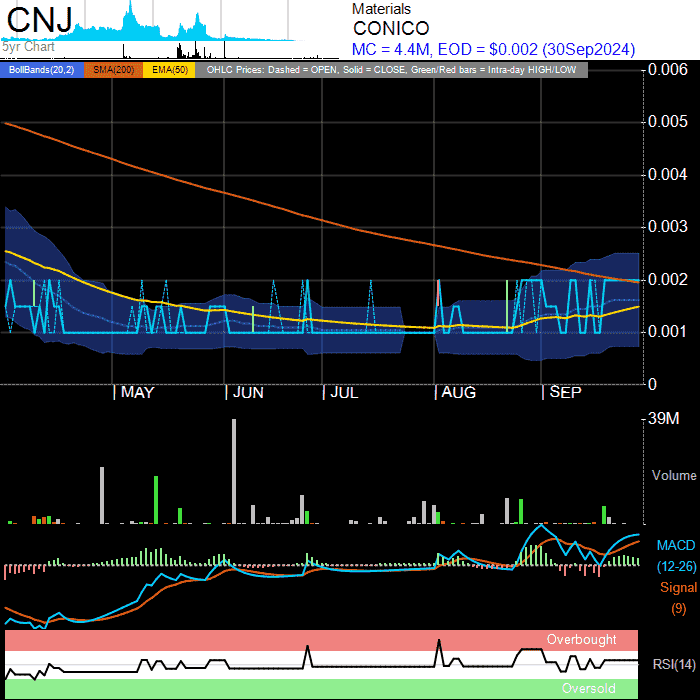 CNJ
5yr Chart
Materials
CONICO
MC = 4.4M, EOD = $0.002 (30Sep2024)
BollBands(20,2) SMA(200) EMA(50) OHLC Prices: Dashed = OPEN, Solid = CLOSE, Green/Red bars = Intra-day HIGH/LOW
0.006
0.005
0.004
0.003
0.002
0.001
0
MAY JUN JUL AUG SEP
39M
Volume
MACD
(12-26)
Signal
(9)
Overbought
RSI(14)
Oversold